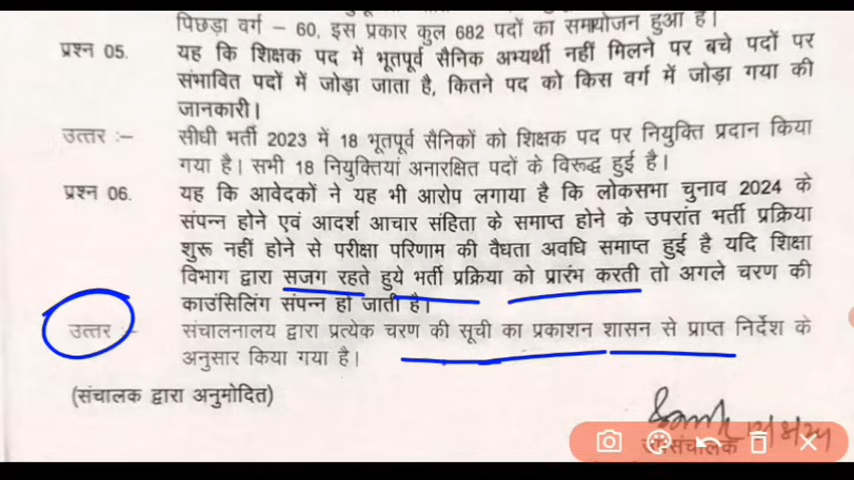 पिछड़ा वर्ग – 60, इस प्रकार कुल 682 पदों का समायोजन हुआ है।
प्रश्न 05. यह कि शिक्षक पद में भूतपूर्व सैनिक अभ्यर्थी नहीं मिलने पर बचे पदों पर
संभावित पदों में जोड़ा जाता है, कितने पद को किस वर्ग में जोड़ा गया की
जानकारी।
उत्तर :– सीधी भर्ती 2023 में 18 भूतपूर्व सैनिकों को शिक्षक पद पर नियुक्ति प्रदान किया
गया है। सभी 18 नियुक्तियां अनारक्षित पदों के विरूद्ध हुई है।
प्रश्न 06. यह कि आवेदकों ने यह भी आरोप लगाया है कि लोकसभा चुनाव 2024 के
संपन्न होने एवं आदर्श आचार संहिता के समाप्त होने के उपरांत भर्ती प्रक्रिया
शुरू नहीं होने से परीक्षा परिणाम की वैधता अवधि समाप्त हुई है यदि शिक्षा
विभाग द्वारा सजग रहते हुये भर्ती प्रक्रिया को प्रारंभ करती तो अगले चरण की
काउंसिलिंग संपन्न हो जाती है।
उत्तर :- संचालनालय द्वारा प्रत्येक चरण की सूची का प्रकाशन शासन से प्राप्त निर्देश के
अनुसार किया गया है।
(संचालक द्वारा अनुमोदित)
उपसंचालक